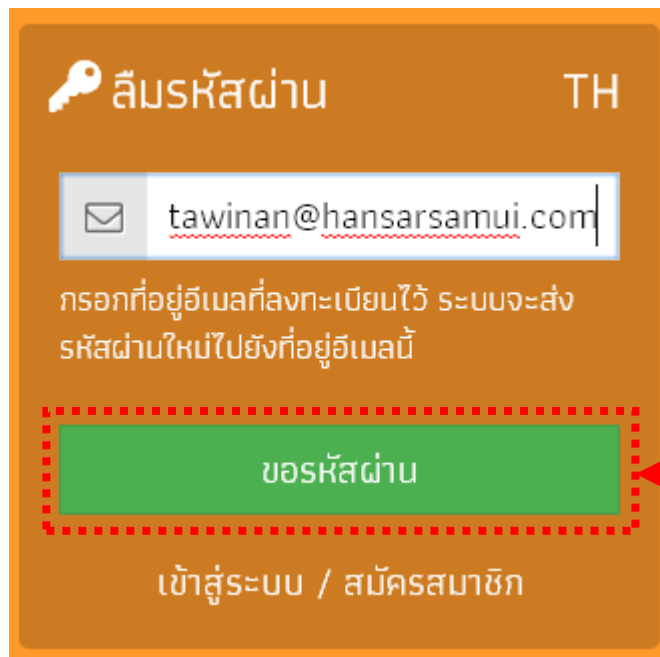 ลืมรหัสผ่าน TH
tawinan@hansarsamui.com
กรอกที่อยู่อีเมลที่ลงทะเบียนไว้ ระบบจะส่ง
รหัสผ่านใหม่ไปยังที่อยู่อีเมลนี้
ขอรหัสผ่าน
เข้าสู่ระบบ / สมัครสมาชิก